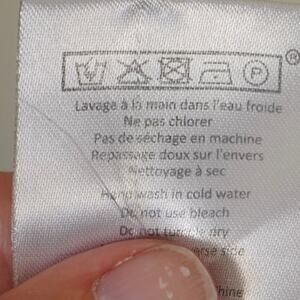 ®
P
Lavage à la main dans l'eau froide
Ne pas chlorer
Pas de séchage en machine
Repassage doux sur l'envers
Nettoyage à sec
Hand wash in cold water
Do not use bleach
Do not tumble dry
side